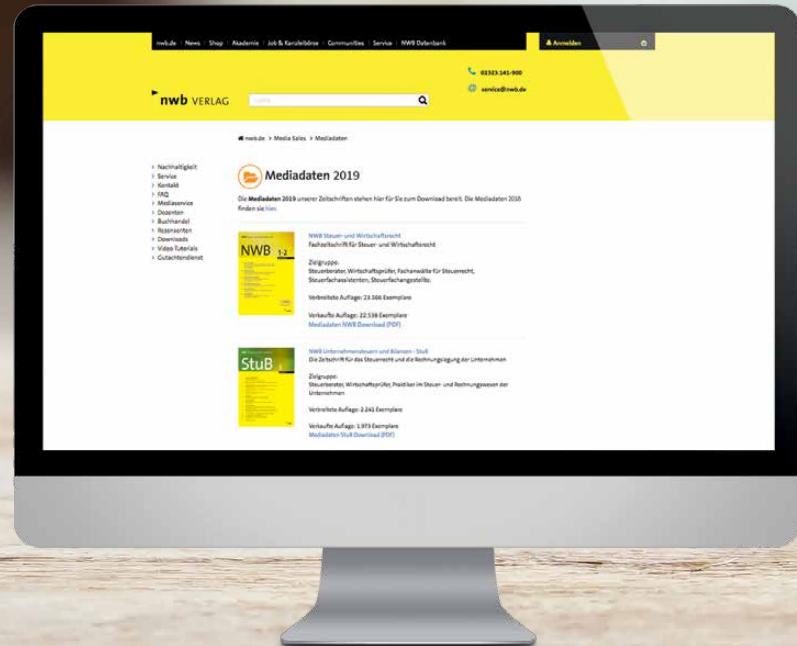 nwb.de | News | Shop | Akademie | Job & Kanzleibörse | Communities | Service | NWB Datenbank
Anmelden
02323.141-900
@ service@nwb.de
nwb VERLAG
nwb.de > Media Sales > Mediadaten
› Nachhaltigkeit
› Service
› Kontakt
› FAQ
› Mediaservice
› Dozenten
› Buchhandel
› Rezensenten
› Downloads
› Video Tutorials
› Gutachtendienst
Mediadaten 2019
Die Mediadaten 2019 unserer Zeitschriften stehen hier für Sie zum Download bereit. Die Mediadaten 2018
finden sie hier.
NWB 1-2
NWB Steuer- und Wirtschaftsrecht
Fachzeitschrift für Steuer- und Wirtschaftsrecht
Zielgruppe:
Steuerberater, Wirtschaftsprüfer, Fachanwälte für Steuerrecht,
Steuerfachassistenten, Steuerfachangestellte.
Verbreitete Auflage: 23.566 Exemplare
Verkaufte Auflage: 22.538 Exemplare
Mediadaten NWB Download (PDF)
StuB
NWB Unternehmensteuern und Bilanzen - StuB
Die Zeitschrift für das Steuerrecht und die Rechnungslegung der Unternehmen
Zielgruppe:
Steuerberater, Wirtschaftsprüfer, Praktiker im Steuer- und Rechnungswesen der
Unternehmen
Verbreitete Auflage: 2.241 Exemplare
Verkaufte Auflage: 1.973 Exemplare
Mediadaten StuB Download (PDF)